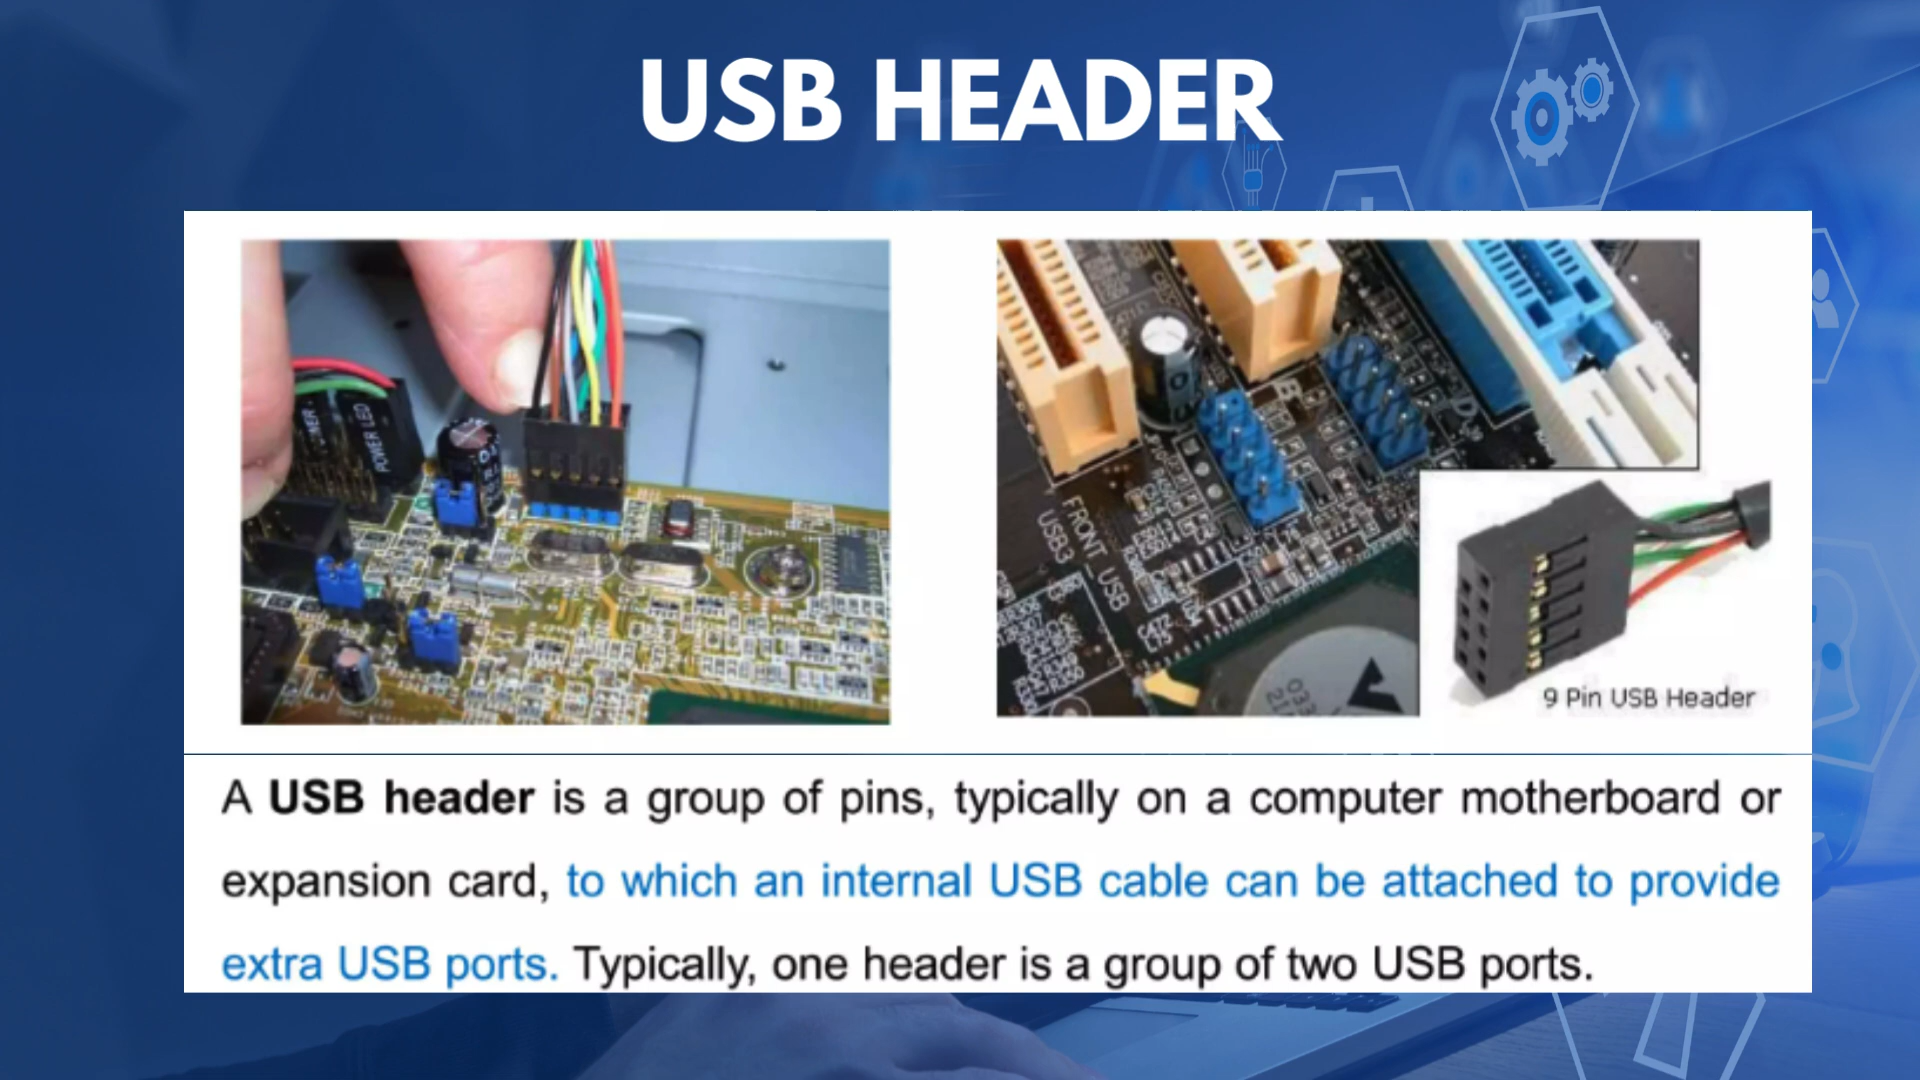 USB HEADER
POWER LED
FRONT_USB
USB3
9 Pin USB Header
A USB header is a group of pins, typically on a computer motherboard or
expansion card, to which an internal USB cable can be attached to provide
extra USB ports. Typically, one header is a group of two USB ports.